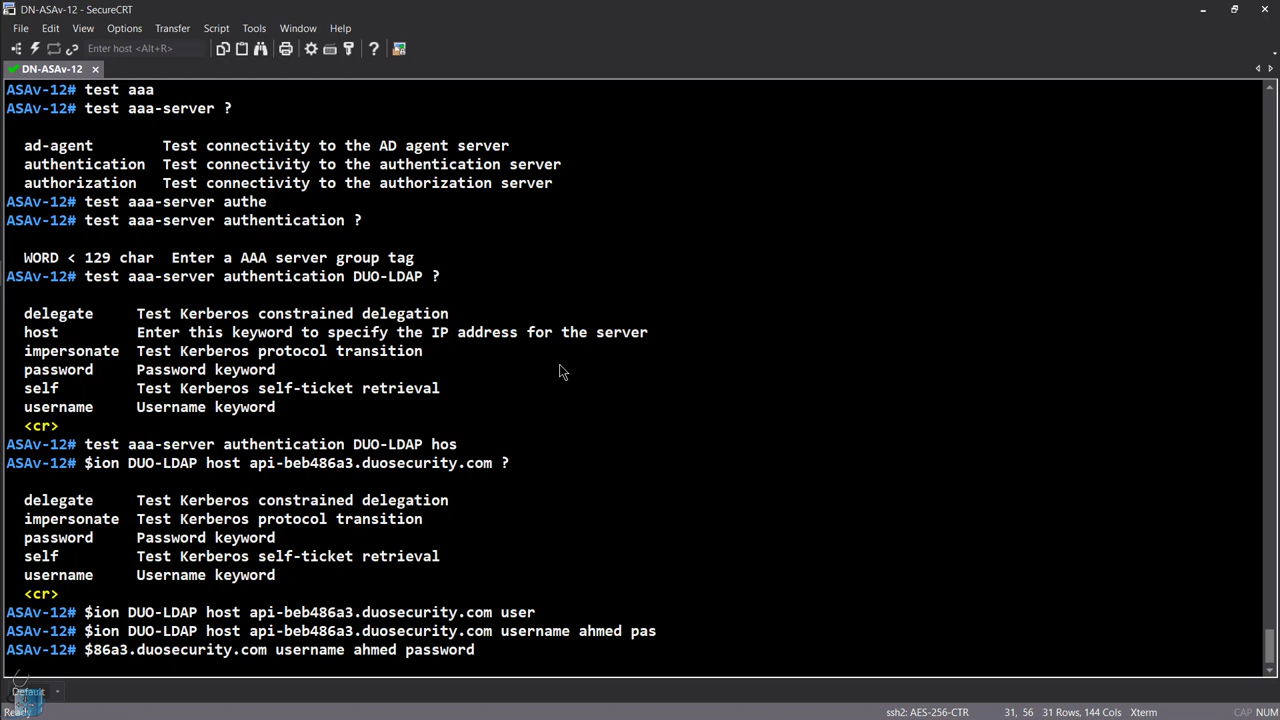 DN-ASAv-12 - SecureCRT
File Edit View Options Transfer Script Tools Window Help
Enter host <Alt+R>
DN-ASAv-12
ASAv-12# test aaa
ASAv-12# test aaa-server ?
ad-agent Test connectivity to the AD agent server
authentication Test connectivity to the authentication server
authorization Test connectivity to the authorization server
ASAv-12# test aaa-server authe
ASAv-12# test aaa-server authentication ?
WORD < 129 char Enter a AAA server group tag
ASAv-12# test aaa-server authentication DUO-LDAP ?
delegate Test Kerberos constrained delegation
host Enter this keyword to specify the IP address for the server
impersonate Test Kerberos protocol transition
password Password keyword
self Test Kerberos self-ticket retrieval
username Username keyword
<cr>
ASAv-12# test aaa-server authentication DUO-LDAP hos
ASAv-12# $ion DUO-LDAP host api-beb486a3.duosecurity.com ?
delegate Test Kerberos constrained delegation
impersonate Test Kerberos protocol transition
password Password keyword
self Test Kerberos self-ticket retrieval
username Username keyword
<cr>
ASAv-12# $ion DUO-LDAP host api-beb486a3.duosecurity.com user
ASAv-12# $ion DUO-LDAP host api-beb486a3.duosecurity.com username ahmed pas
ASAv-12# $86a3.duosecurity.com username ahmed password
Default
Ready ssh2: AES-256-CTR 31, 56 31 Rows, 144 Cols Xterm CAP NUM